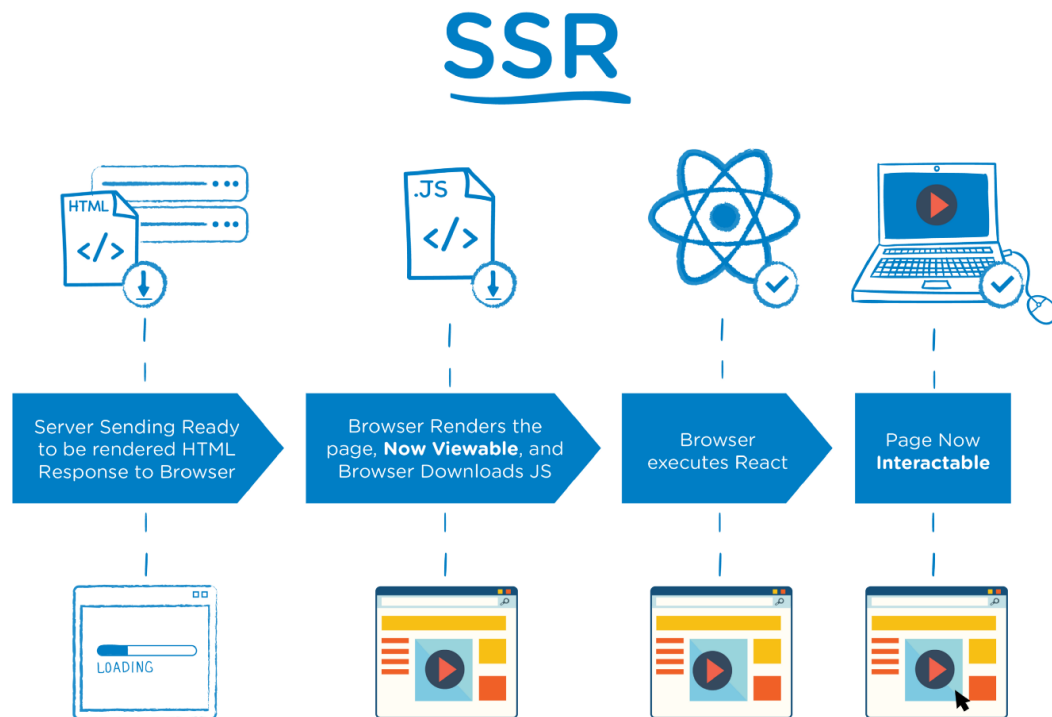 SSR
HTML
</>
.JS
</>
Server Sending Ready
to be rendered HTML
Response to Browser
Browser Renders the
page, Now Viewable, and
Browser Downloads JS
Browser
executes React
Page Now
Interactable
LOADING